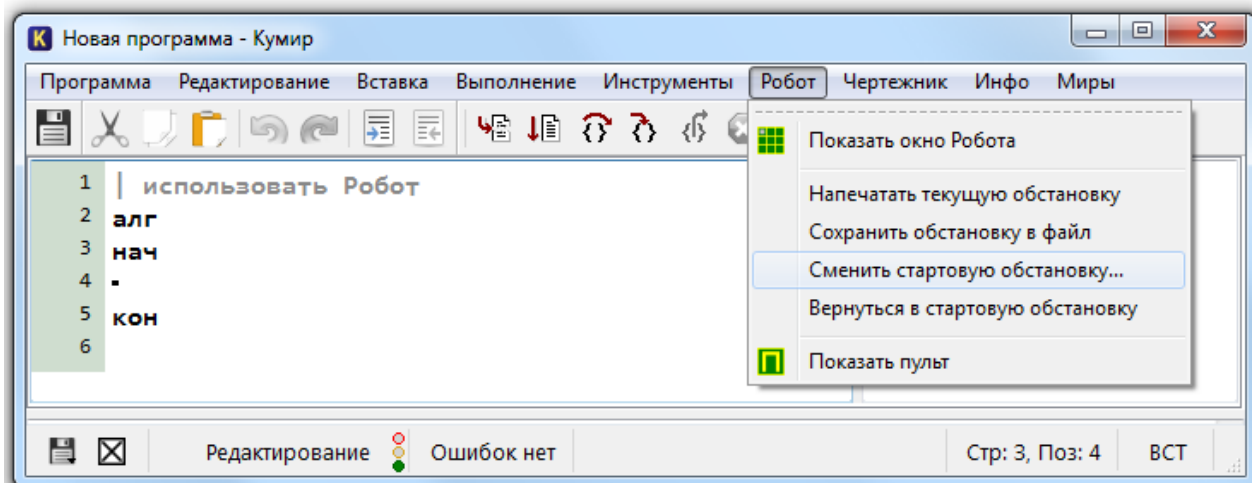 K Новая программа - Кумир
Программа Редактирование Вставка Выполнение Инструменты Робот Чертежник Инфо Миры
Показать окно Робота
Напечатать текущую обстановку
Сохранить обстановку в файл
Сменить стартовую обстановку...
Вернуться в стартовую обстановку
Показать пульт
1 | использовать Робот
2 алг
3 нач
4 ▪
5 кон
6
Редактирование Ошибок нет Стр: 3, Поз: 4 ВСТ